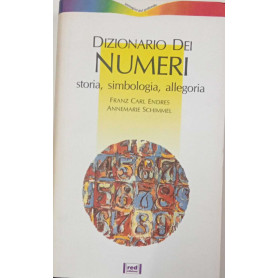 DIZIONARIO DEI
NUMERI
storia, simbologia, allegoria
FRANZ CARL ENDRES
ANNEMARIE SCHIMMEL
red